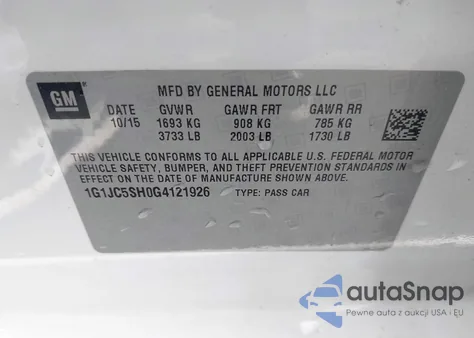 GM
MFD BY GENERAL MOTORS LLC
DATE GVWR GAWR FRT GAWR RR
10/15 1693 KG 908 KG 785 KG
3733 LB 2003 LB 1730 LB
THIS VEHICLE CONFORMS TO ALL APPLICABLE U.S. FEDERAL MOTOR
VEHICLE SAFETY, BUMPER, AND THEFT PREVENTION STANDARDS
IN EFFECT ON THE DATE OF MANUFACTURE SHOWN ABOVE.
1G1JC5SH0G4121926 TYPE: PASS CAR
autoSnap
Pewne auta z aukcji USA i EU